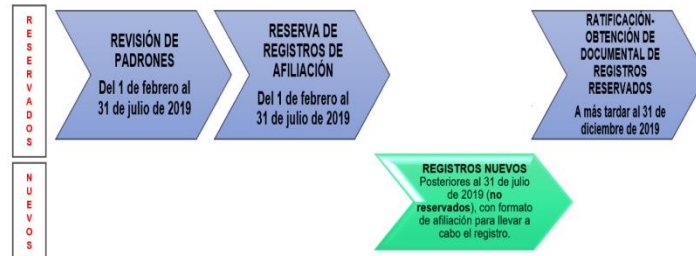 RESERVADOS
REVISIÓN DE
PADRONES
Del 1 de febrero al
31 de julio de 2019
RESERVA DE
REGISTROS DE
AFILIACIÓN
Del 1 de febrero al
31 de julio de 2019
RATIFICACIÓN-
OBTENCIÓN DE
DOCUMENTAL DE
REGISTROS
RESERVADOS
A más tardar al 31 de
diciembre de 2019
NUEVOS
REGISTROS NUEVOS
Posteriores al 31 de julio
de 2019 (no
reservados), con formato
de afiliación para llevar a
cabo el registro.